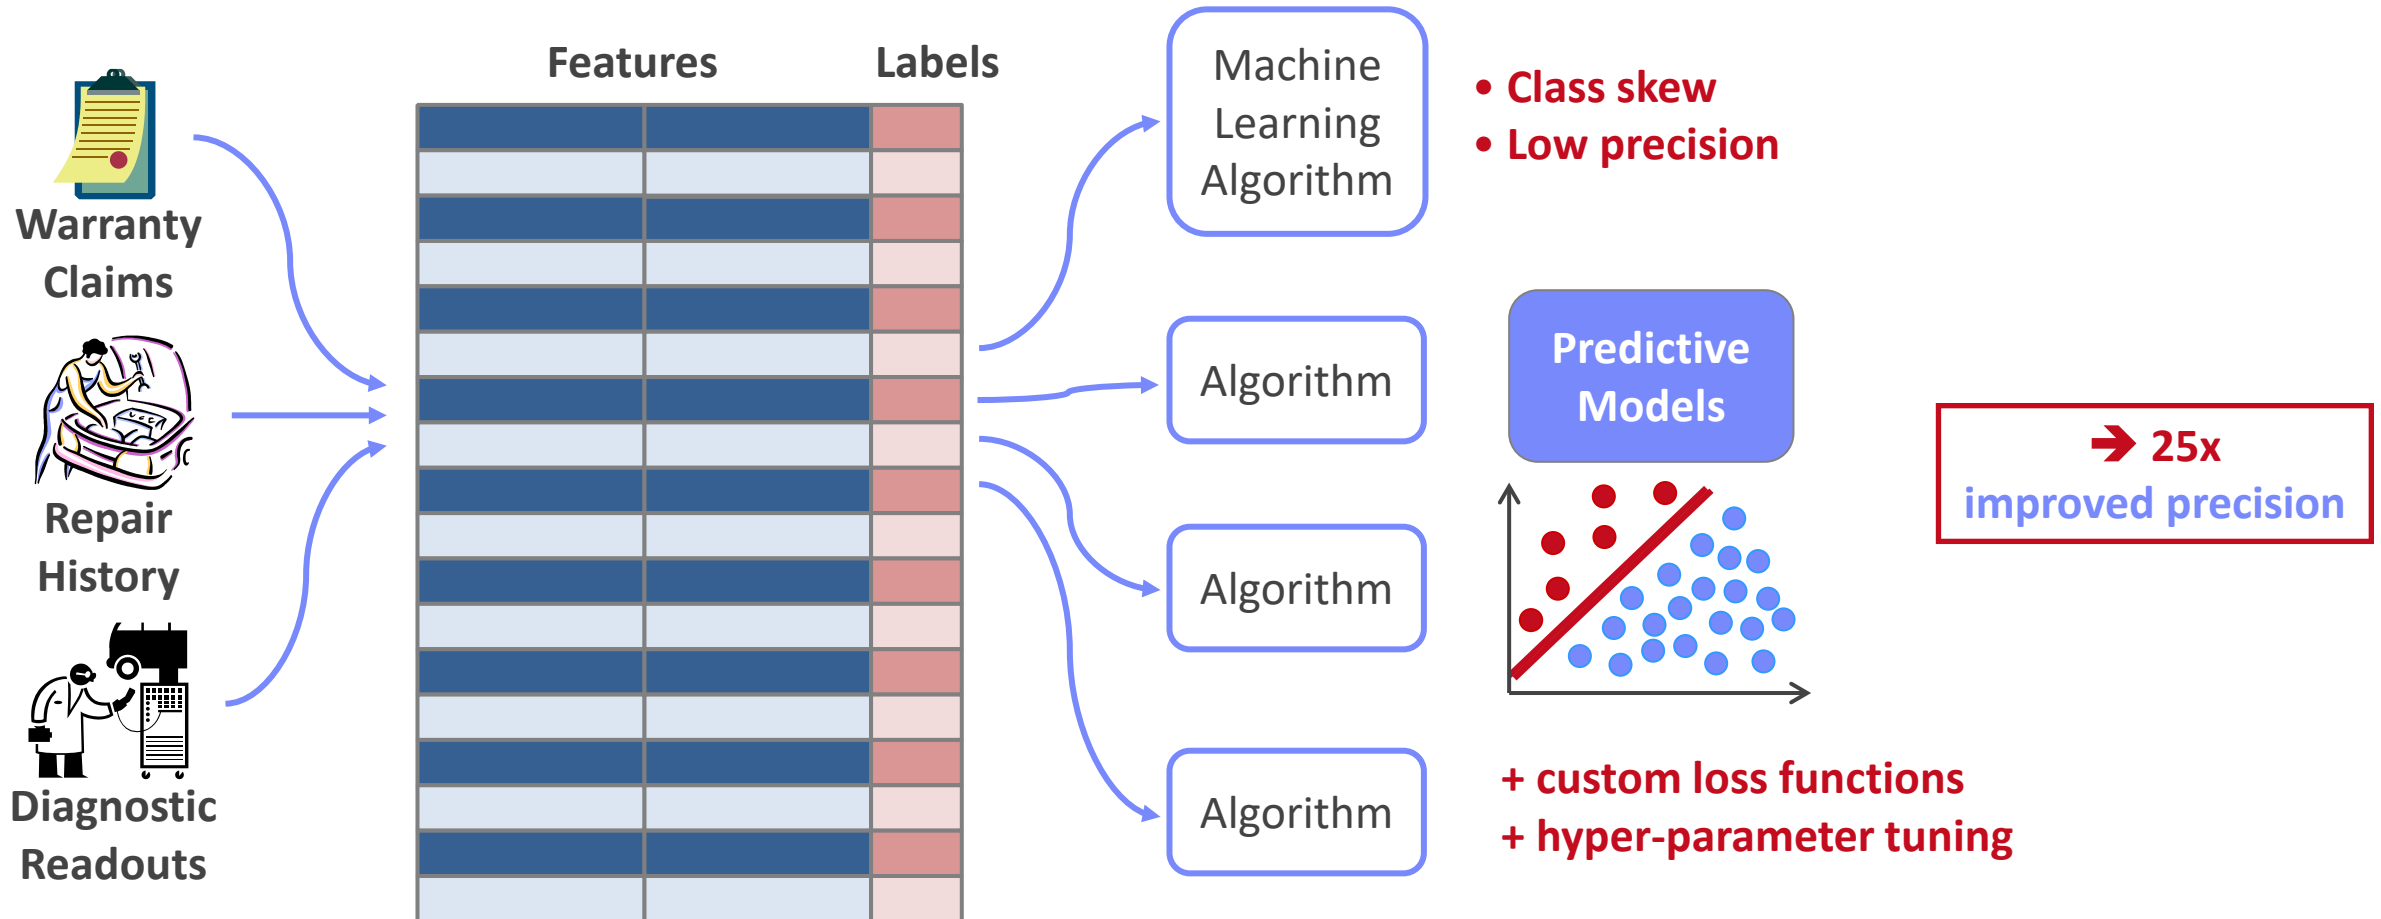 Warranty
Claims
Repair
History
Diagnostic
Readouts
Features
Labels
Machine
Learning
Algorithm
Algorithm
Algorithm
Algorithm
• Class skew
• Low precision
Predictive
Models
+ custom loss functions
+ hyper-parameter tuning
➔ 25x
improved precision